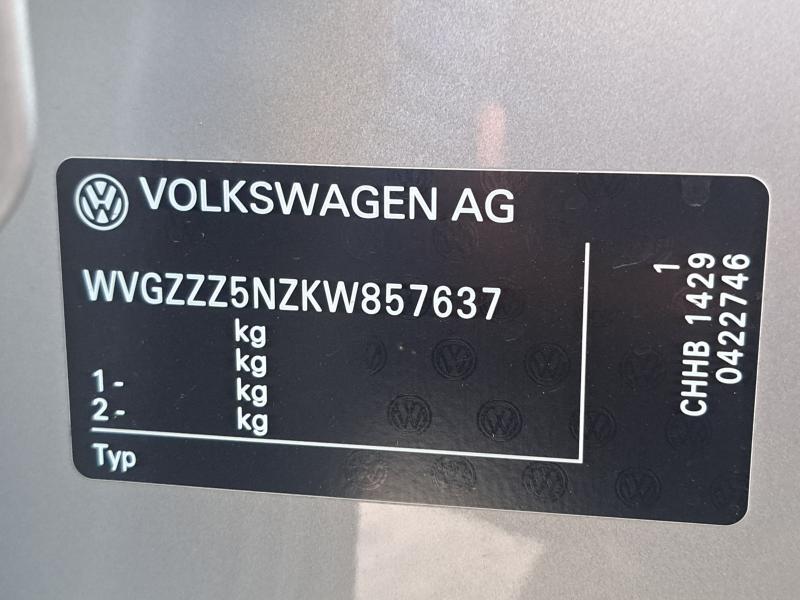 VOLKSWAGEN AG
WVGZZZ5NZKW857637
kg
kg
1 - kg
2 - kg
Typ
1
CHHB 1429
0422746